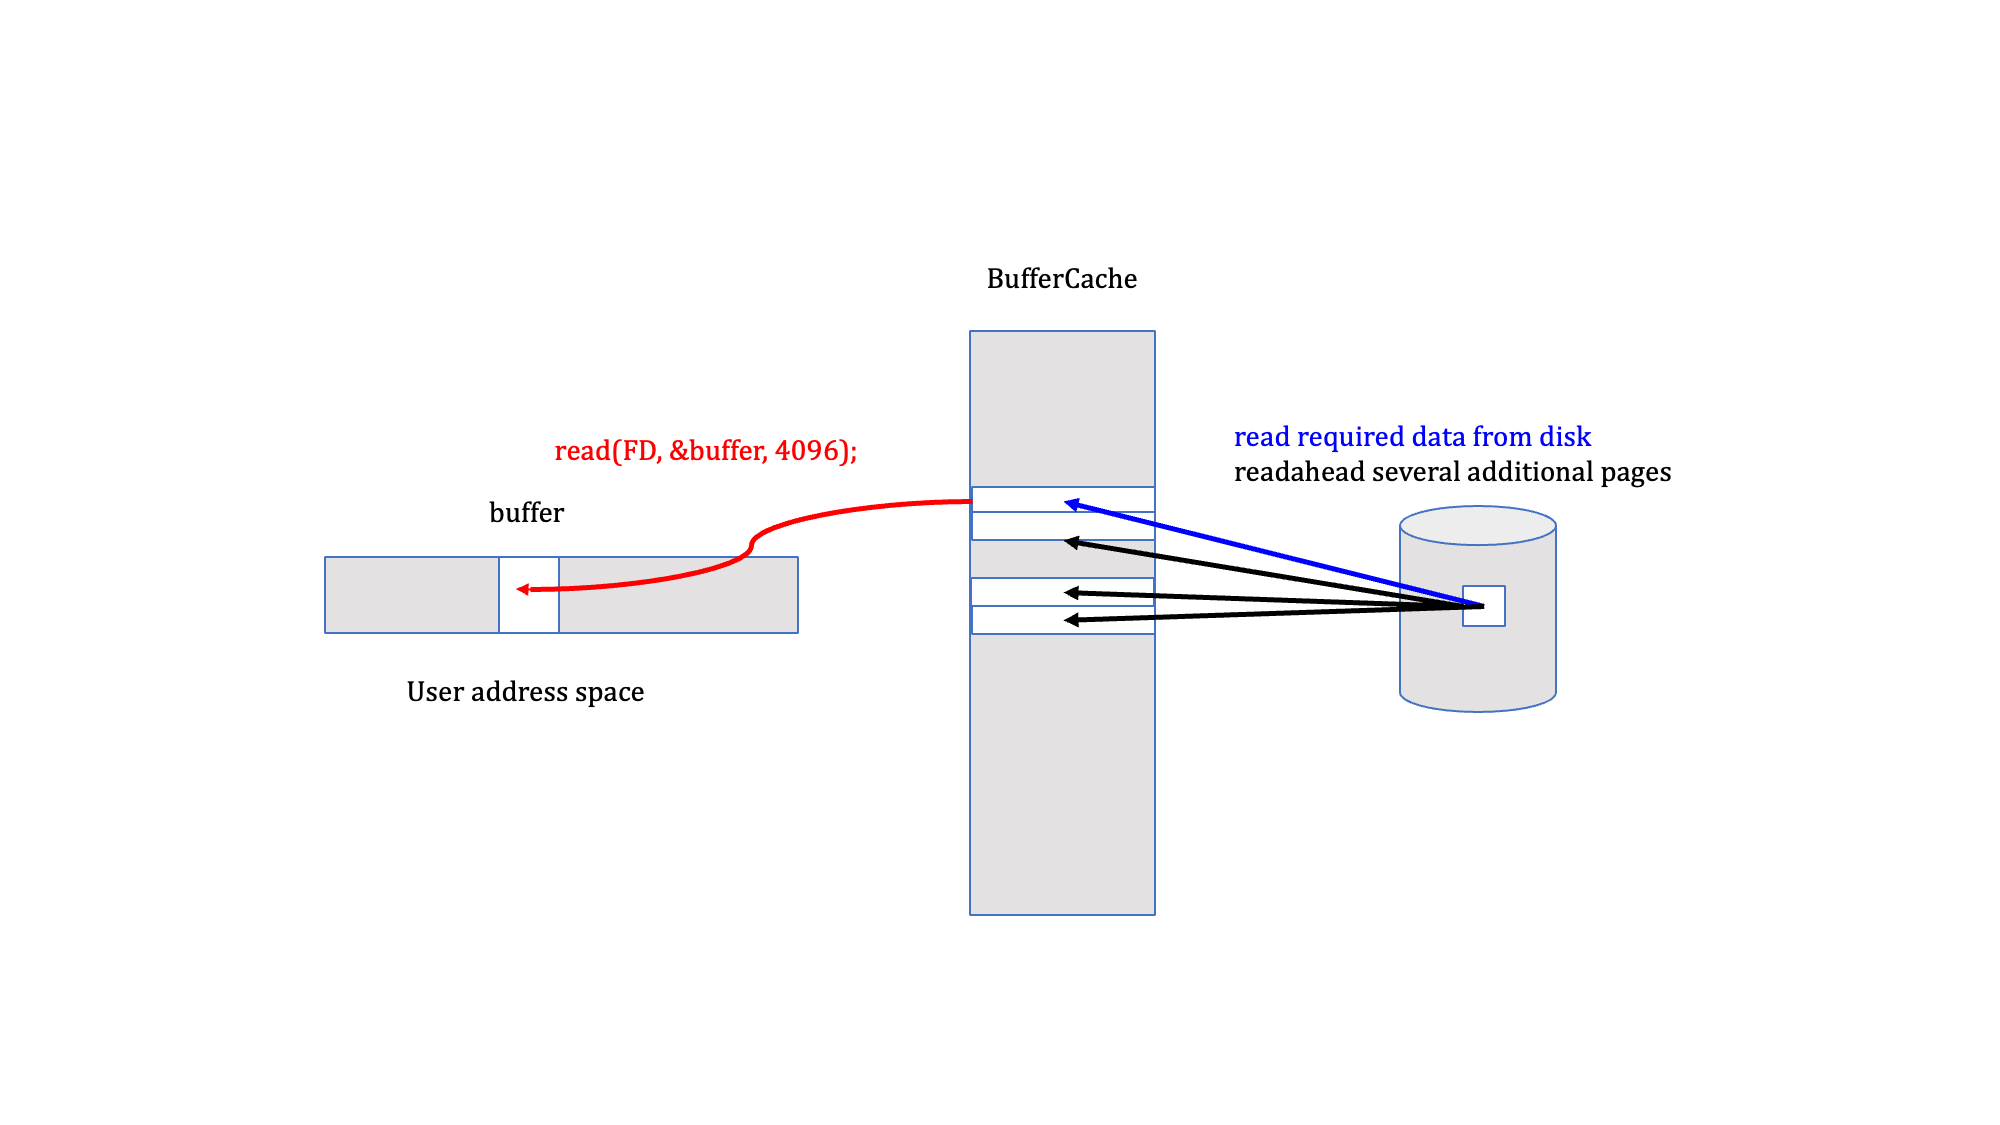 BufferCache
read(FD, &buffer, 4096);
read required data from disk
readahead several additional pages
buffer
User address space